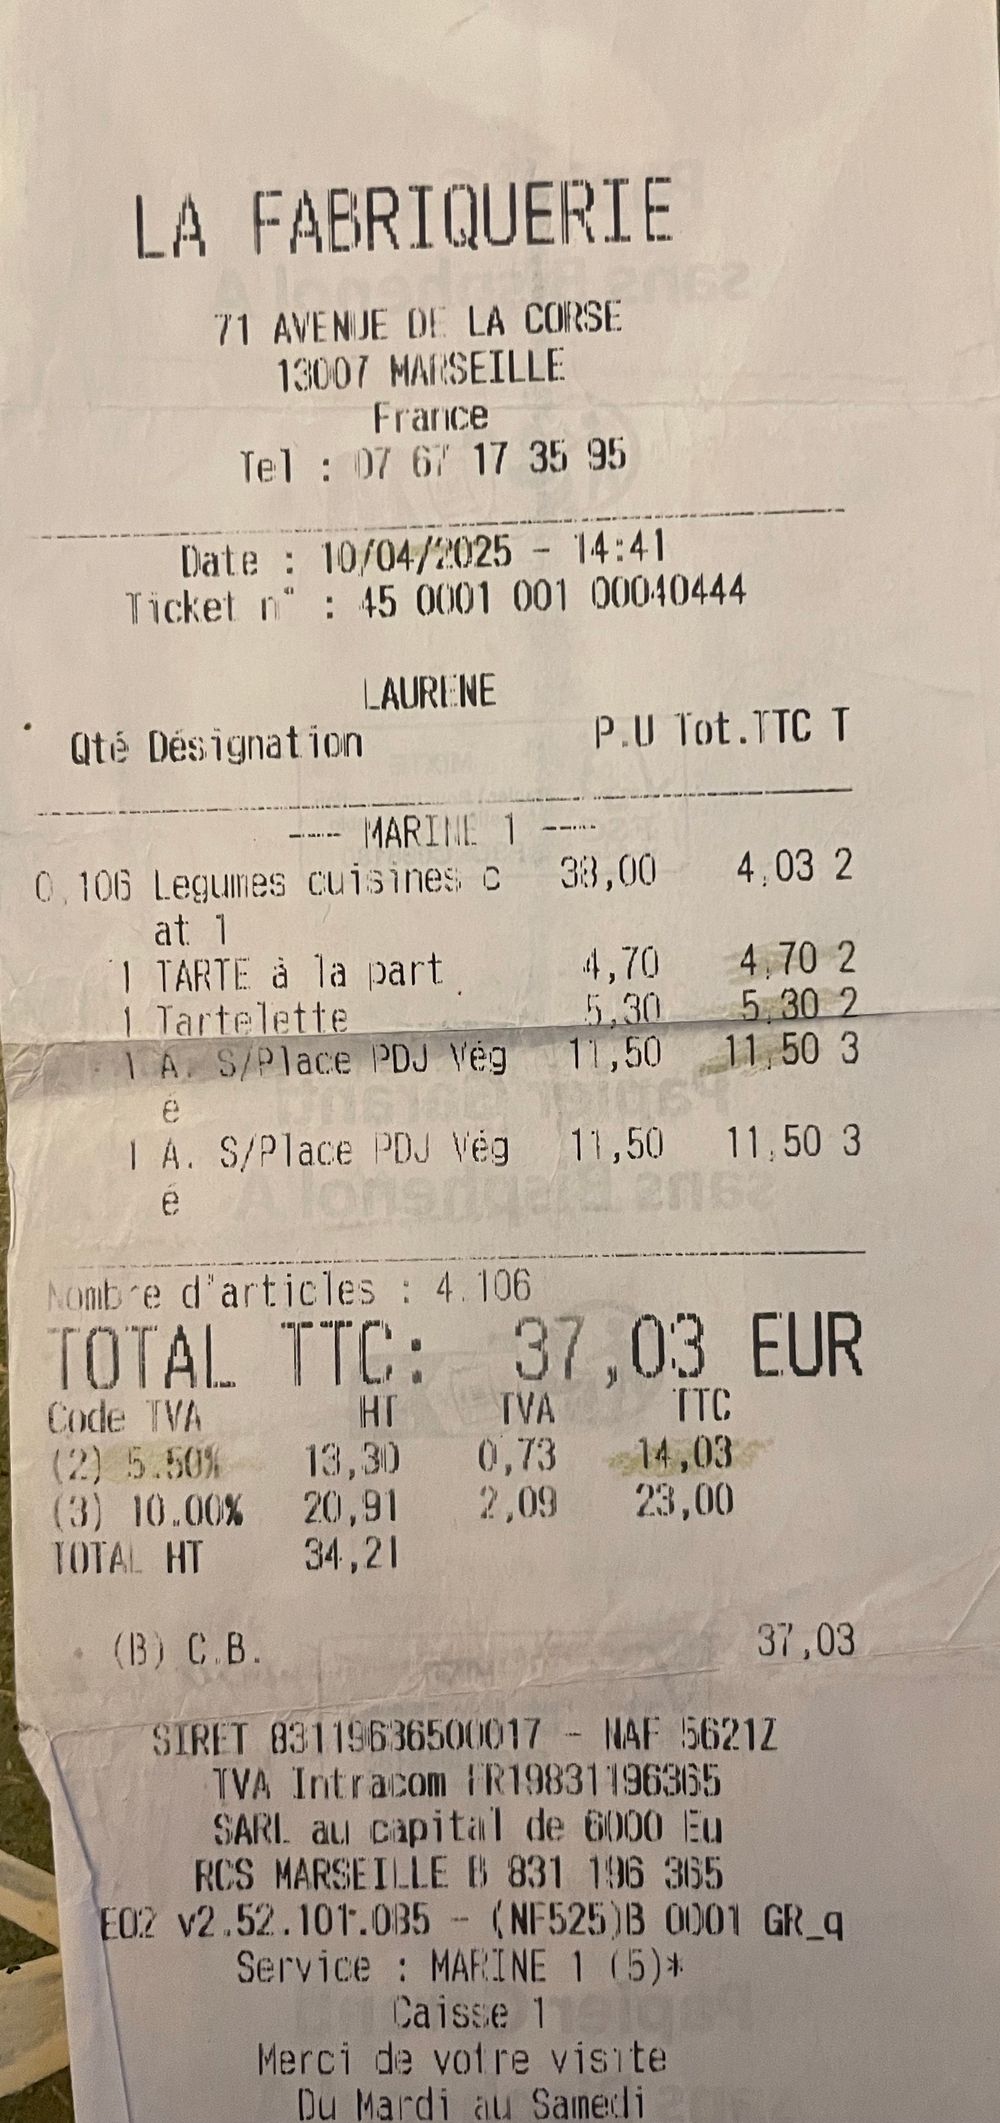 LA FABRIQUERIE
71 AVENUE DE LA CORSE
13007 MARSEILLE
France
Tel : 07 67 17 35 95
Date : 10/04/2025 - 14:41
Ticket n° : 45 0001 001 00040444
LAURENE
Qté Désignation P.U Tot.TTC T
---- MARINE 1 ----
0,106 Legumes cuisines c 38,00 4,03 2
at 1
1 TARTE à la part 4,70 4,70 2
1 Tartelette 5,30 5,30 2
1 A. S/Place PDJ Vég 11,50 11,50 3
é
1 A. S/Place PDJ Vég 11,50 11,50 3
é
Nombre d'articles : 4.106
TOTAL TTC: 37,03 EUR
Code TVA HT TVA TTC
(2) 5.50% 13,30 0,73 14,03
(3) 10.00% 20,91 2,09 23,00
TOTAL HT 34,21
(B) C.B. 37,03
SIRET 83119636500017 - NAF 5621Z
TVA Intracom FR19831196365
SARL au capital de 6000 Eu
RCS MARSEILLE B 831 196 365
E02 v2.52.101.085 - (NF525)B 0001 GR_q
Service : MARINE 1 (5)*
Caisse 1
Merci de votre visite
Du Mardi au Samedi